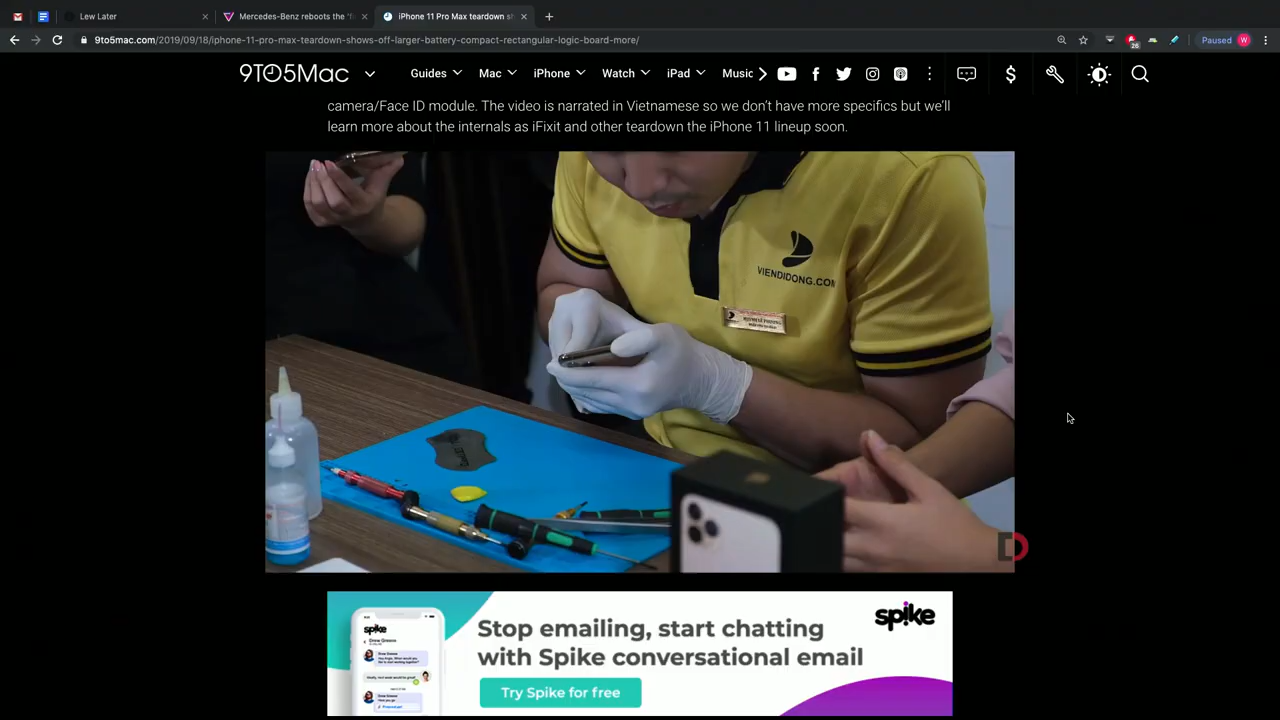 Lew Later
Mercedes-Benz reboots the 'f
iPhone 11 Pro Max teardown sh
9to5mac.com/2019/09/18/iphone-11-pro-max-teardown-shows-off-larger-battery-compact-rectangular-logic-board-more/
26
Paused
W
9TO5Mac
Guides
Mac
iPhone
Watch
iPad
Music
camera/Face ID module. The video is narrated in Vietnamese so we don't have more specifics but we'll
learn more about the internals as iFixit and other teardown the iPhone 11 lineup soon.
VIENDIDONG.COM
spike
spike
Stop emailing, start chatting
with Spike conversational email
Try Spike for free